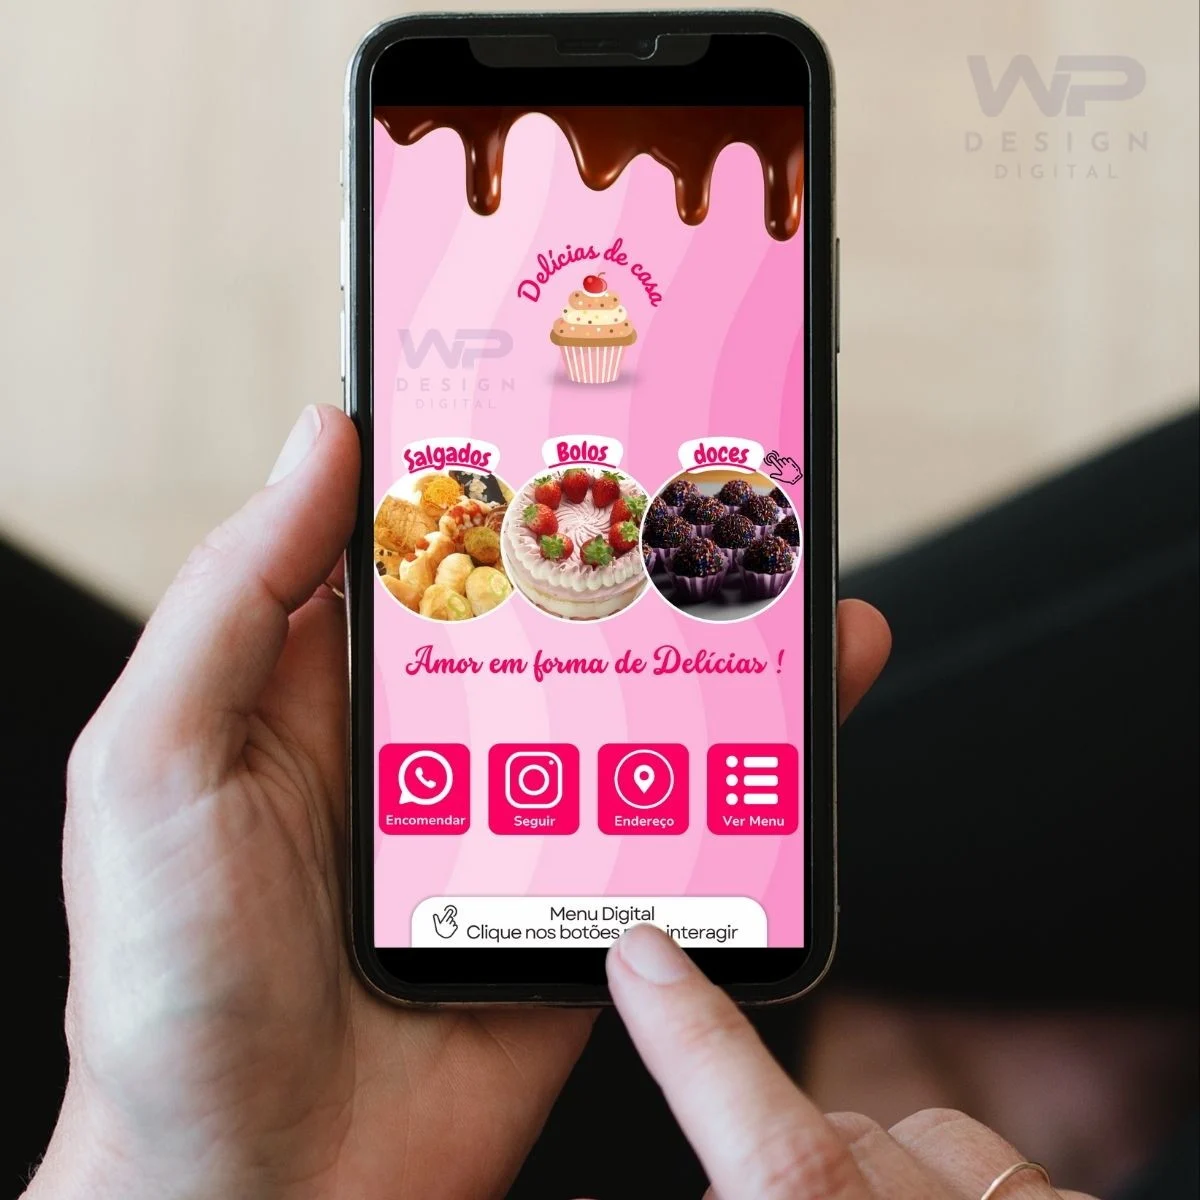 WP
DESIGN
DIGITAL
Delícias de casa
WP
DESIGN
DIGITAL
Salgados
Bolos
doces
Amor em forma de Delícias !
Encomendar
Seguir
Endereço
Ver Menu
Menu Digital
Clique nos botões interagir